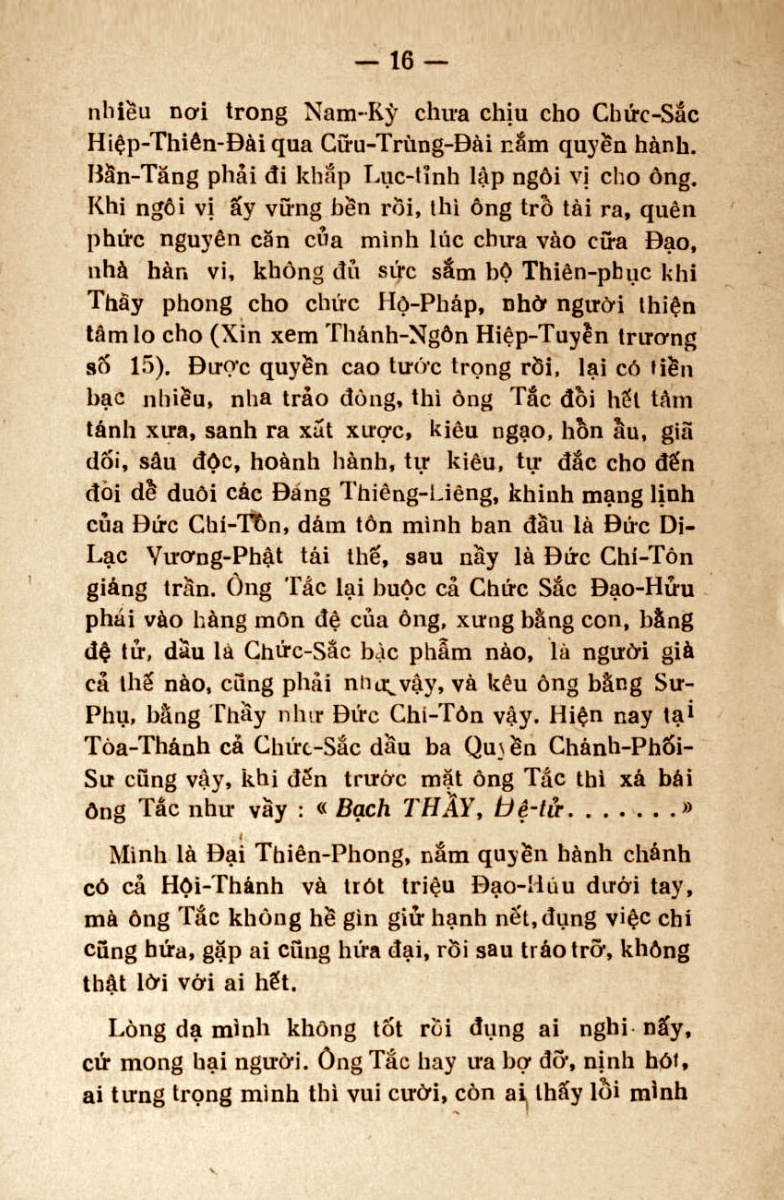 — 16 —
nhiều nơi trong Nam-Kỳ chưa chịu cho Chức-Sắc
Hiệp-Thiên-Đài qua Cữu-Trùng-Đài nắm quyền hành.
Bần-Tăng phải đi khắp Lục-tỉnh lập ngôi vị cho ông.
Khi ngôi vị ấy vững bền rồi, thì ông trồ tài ra, quên
phức nguyên căn của mình lúc chưa vào cữa Đạo,
nhà hàn vi, không đủ sức sắm bộ Thiên-phục khi
Thầy phong cho chức Hộ-Pháp, nhờ người thiện
tâm lo cho (Xin xem Thánh-Ngôn Hiệp-Tuyển trương
số 15). Được quyền cao tước trọng rồi, lại có tiền
bạc nhiều, nha trảo đông, thì ông Tắc đồi hết tâm
tánh xưa, sanh ra xất xược, kiêu ngạo, hồn ẩu, giã
dối, sâu độc, hoành hành, tự kiêu, tự đắc cho đến
đỏi dể duôi các Đáng Thiêng-Liêng, khinh mạng lịnh
của Đức Chí-Tôn, dám tôn mình ban đầu là Đức Di-
Lạc Vương-Phật tái thế, sau nầy là Đức Chí-Tôn
giáng trần. Ông Tắc lại buộc cả Chức Sắc Đạo-Hửu
phải vào hàng môn đệ của ông, xưng bằng con, bằng
đệ tử, dầu là Chức-Sắc bậc phẩm nào, là người già
cả thế nào, cũng phải như vậy, và kêu ông bằng Sư-
Phụ, bằng Thầy như Đức Chí-Tôn vậy. Hiện nay tại
Tòa-Thánh cả Chức-Sắc dầu ba Quyền Chánh-Phối-
Sư cũng vậy, khi đến trước mặt ông Tắc thì xá bái
ông Tắc như vầy : « Bạch THẦY, Đệ-tử. . . . . . . »
Mình là Đại Thiên-Phong, nắm quyền hành chánh
có cả Hội-Thánh và trót triệu Đạo-Hữu dưới tay,
mà ông Tắc không hề gìn giử hạnh nết, đụng việc chi
cũng hứa, gặp ai cũng hứa đại, rồi sau tráo trỡ, không
thật lời với ai hết.
Lòng dạ mình không tốt rồi đụng ai nghi nấy,
cứ mong hại người. Ông Tắc hay ưa bợ đỡ, nịnh hót,
ai tưng trọng mình thì vui cười, còn ai thấy lồi mình